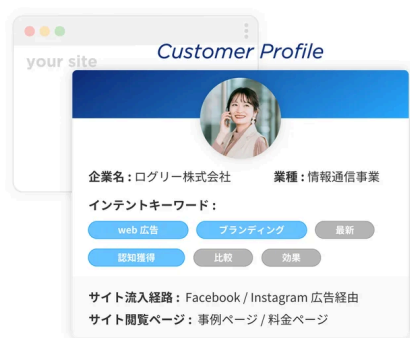 Customer Profile
your site
企業名：ログリー株式会社　業種：情報通信事業
インテントキーワード：
web 広告　ブランディング　最新
認知獲得　比較　効果
サイト流入経路：Facebook / Instagram 広告経由
サイト閲覧ページ：事例ページ / 料金ページ